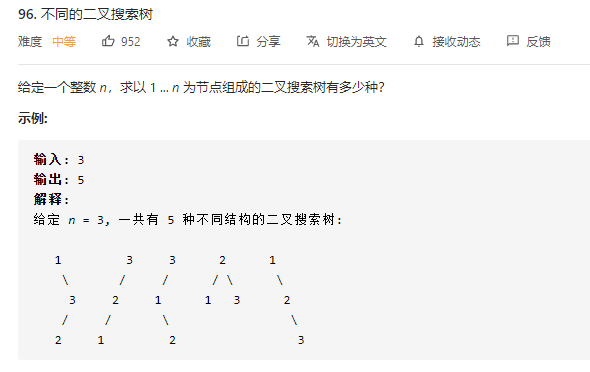 96. 不同的二叉搜索树
难度 中等 952 收藏 分享 切换为英文 接收动态 反馈
给定一个整数 n，求以 1 ... n 为节点组成的二叉搜索树有多少种？
示例:
输入: 3
输出: 5
解释:
给定 n = 3, 一共有 5 种不同结构的二叉搜索树:
1 3 3 2 1
\ / / / \ \
3 2 1 1 3 2
/ / \ \
2 1 2 3